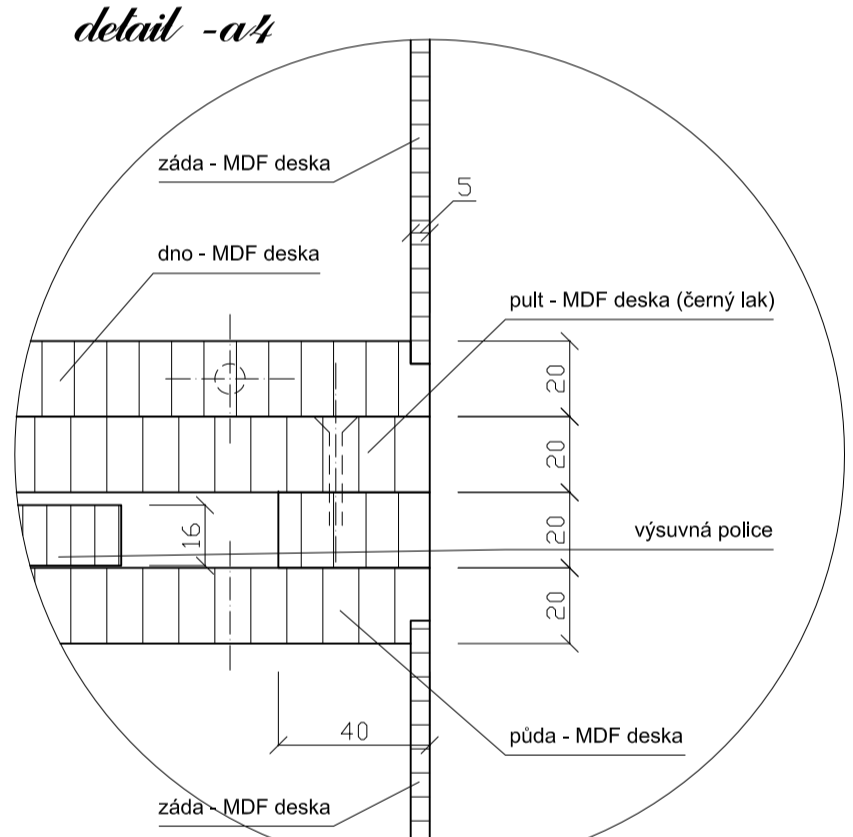 detail -a4
záda - MDF deska
5
dno - MDF deska
pult - MDF deska (černý lak)
20
20
20
20
16
výsuvná police
40
půda - MDF deska
záda - MDF deska